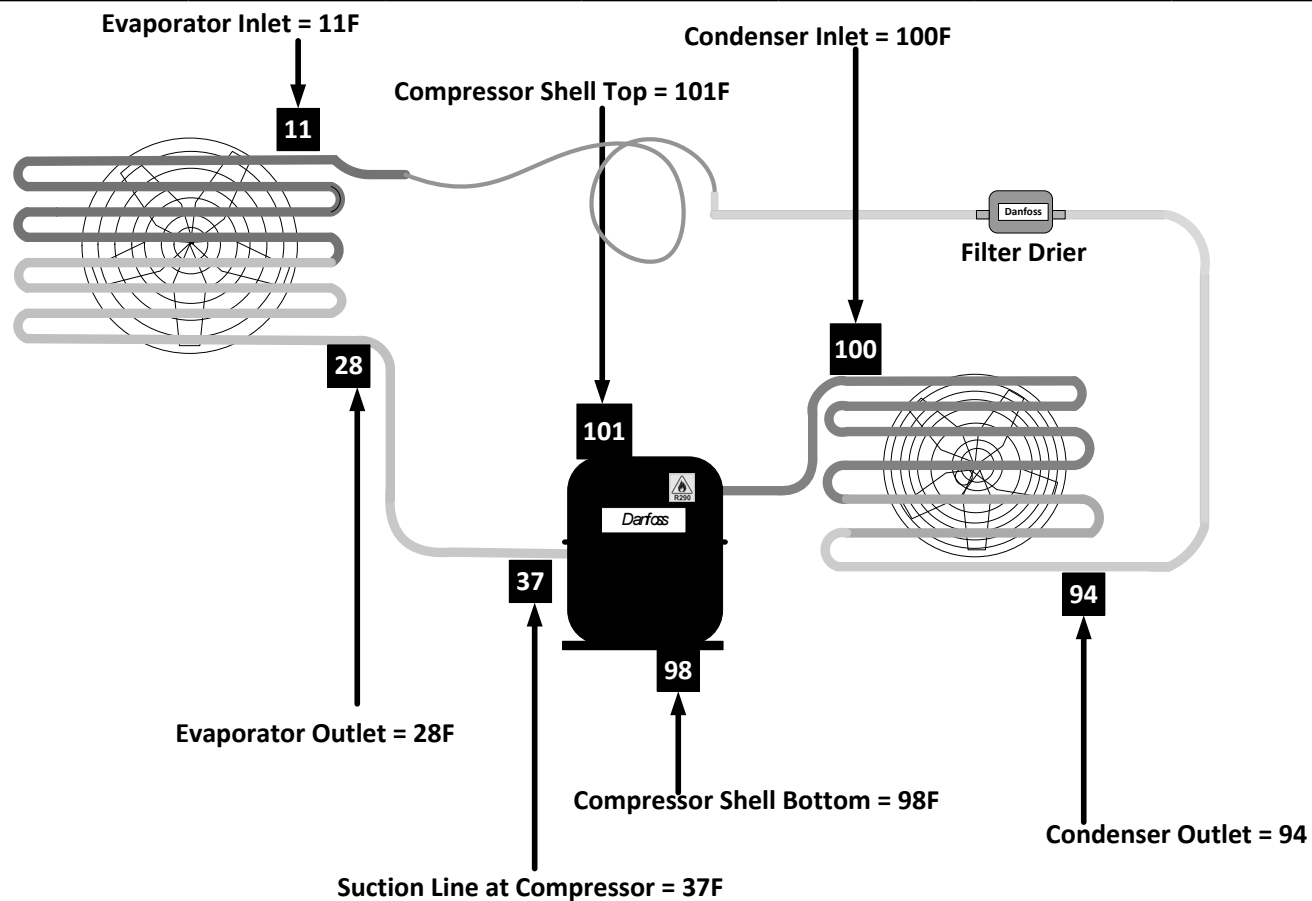 Evaporator Inlet = 11F
Condenser Inlet = 100F
Compressor Shell Top = 101F
11
Danfoss
Filter Drier
100
28
101
R290
Danfoss
37
94
98
Evaporator Outlet = 28F
Compressor Shell Bottom = 98F
Condenser Outlet = 94
Suction Line at Compressor = 37F